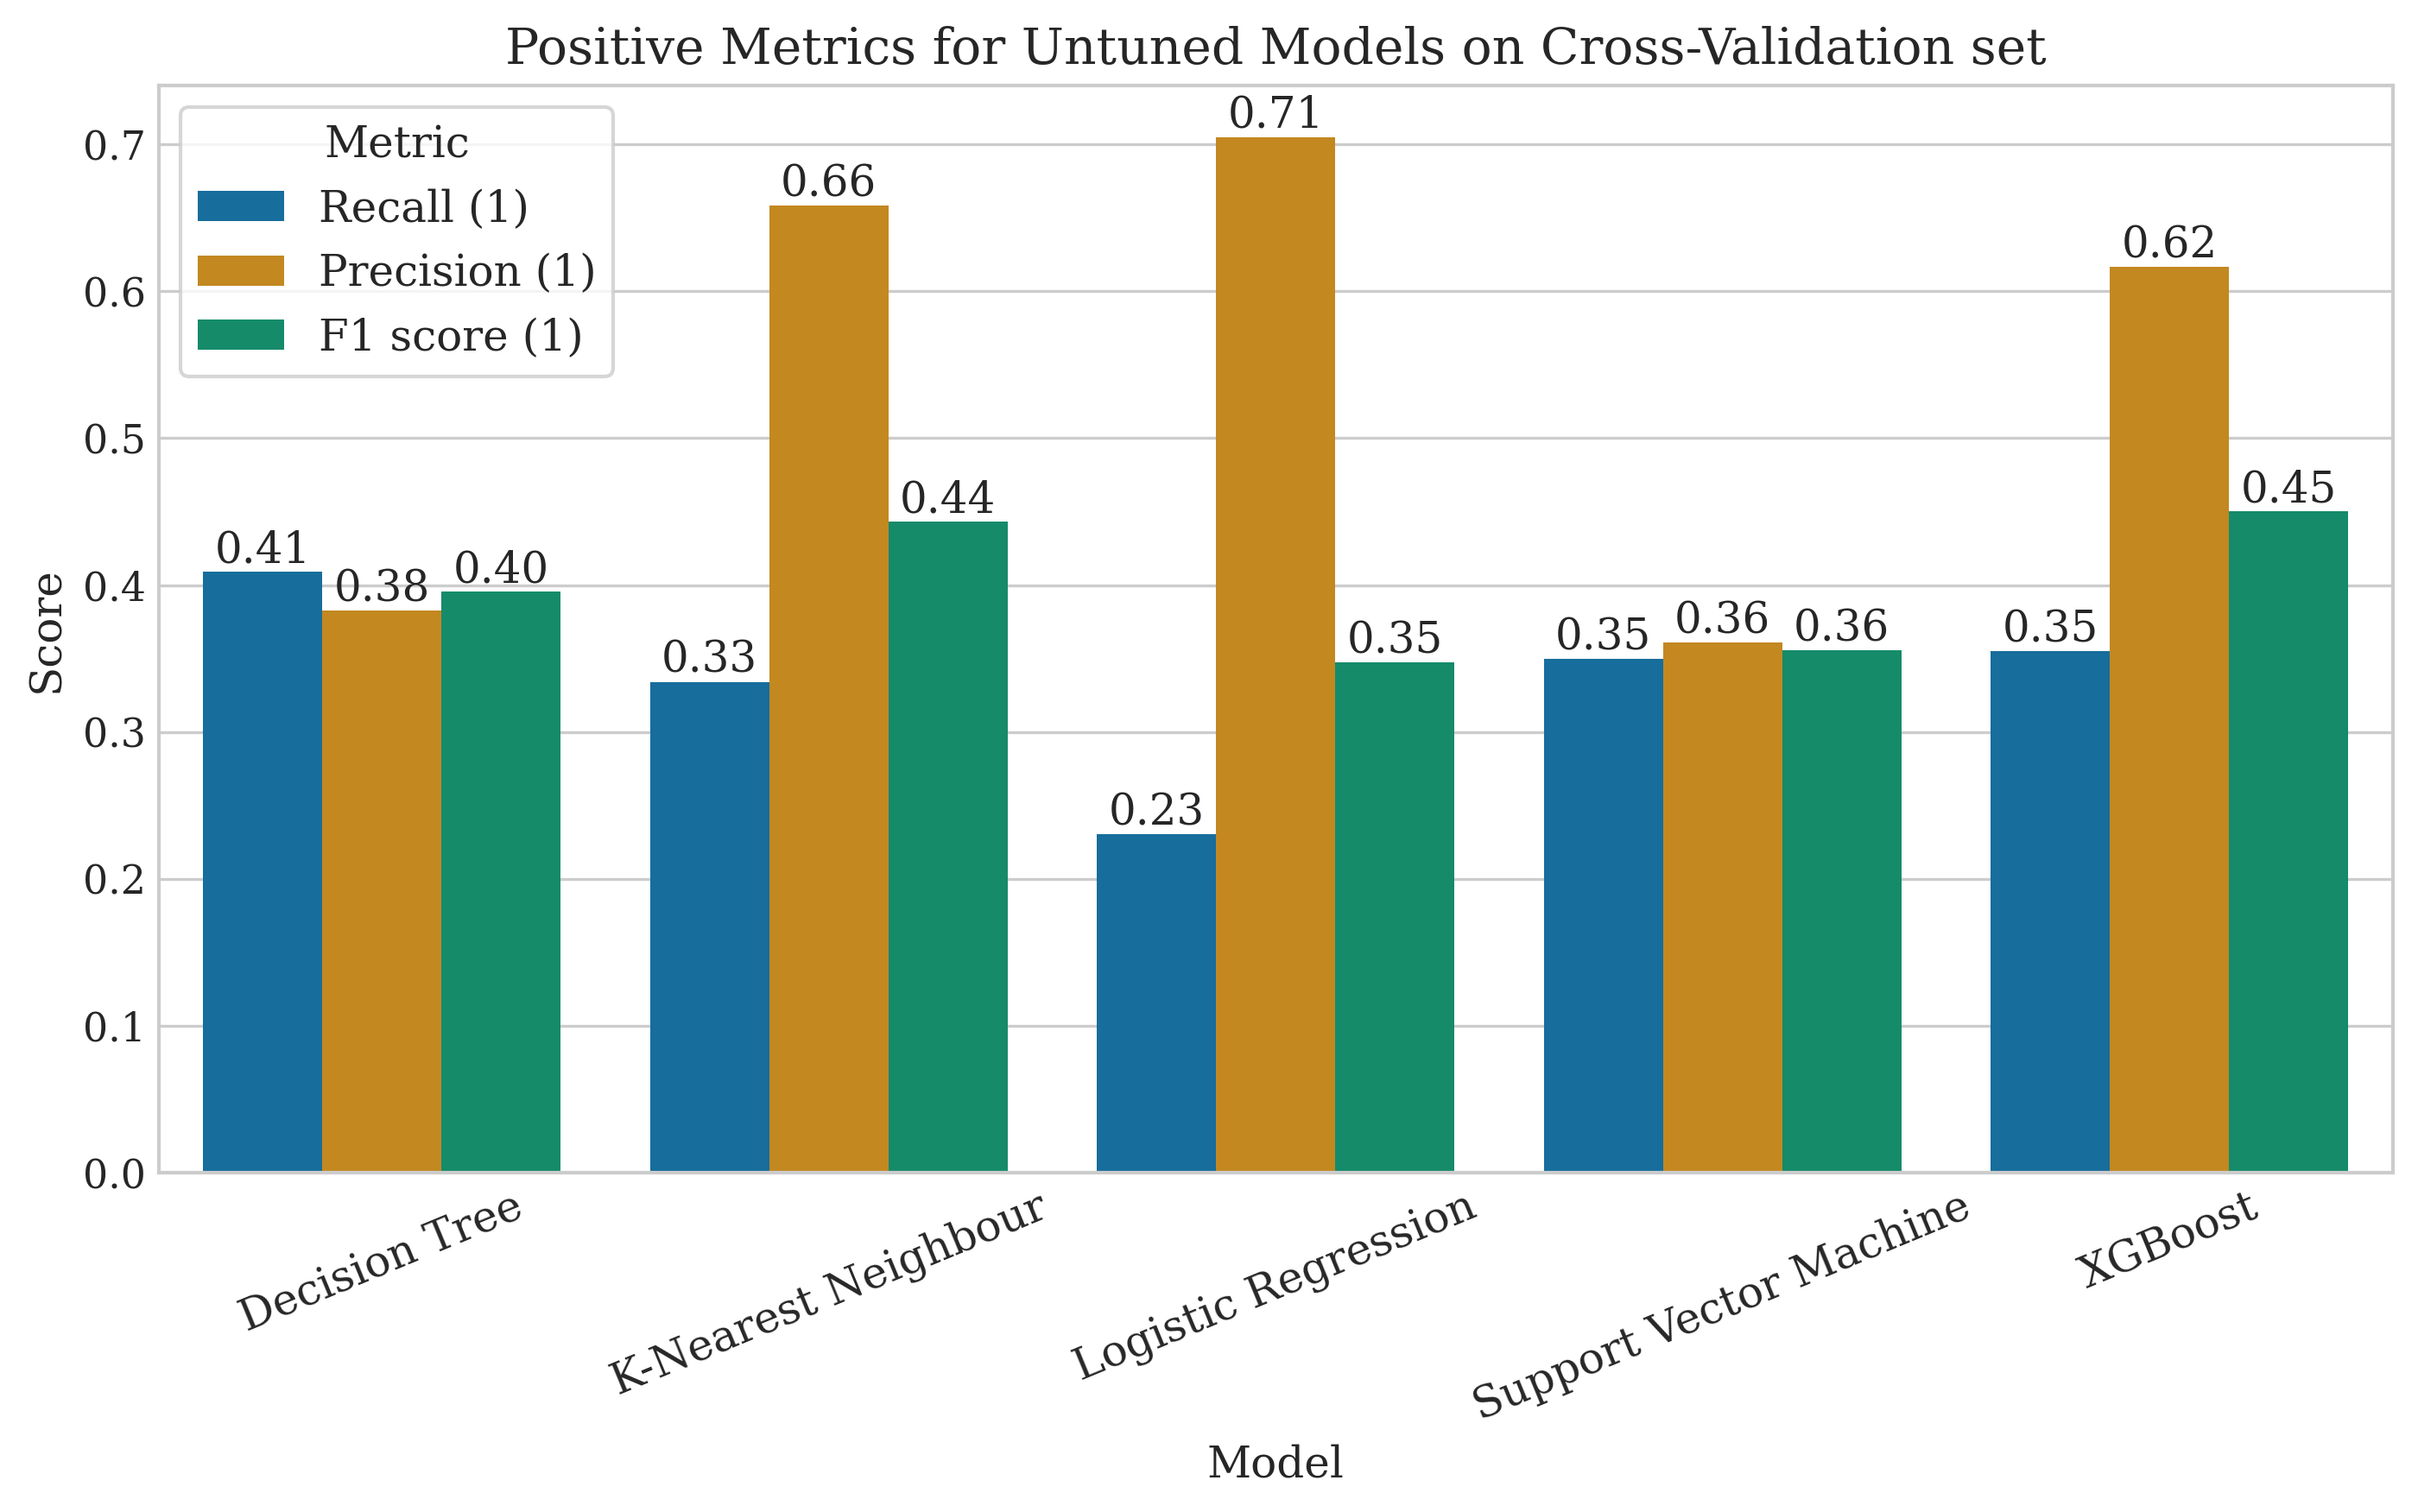 Positive Metrics for Untuned Models on Cross-Validation set
Metric
Recall (1)
Precision (1)
F1 score (1)
Score
0.7
0.6
0.5
0.4
0.3
0.2
0.1
0.0
0.41
0.38
0.40
0.33
0.66
0.44
0.23
0.71
0.35
0.35
0.36
0.36
0.35
0.62
0.45
Decision Tree
K-Nearest Neighbour
Logistic Regression
Support Vector Machine
XGBoost
Model